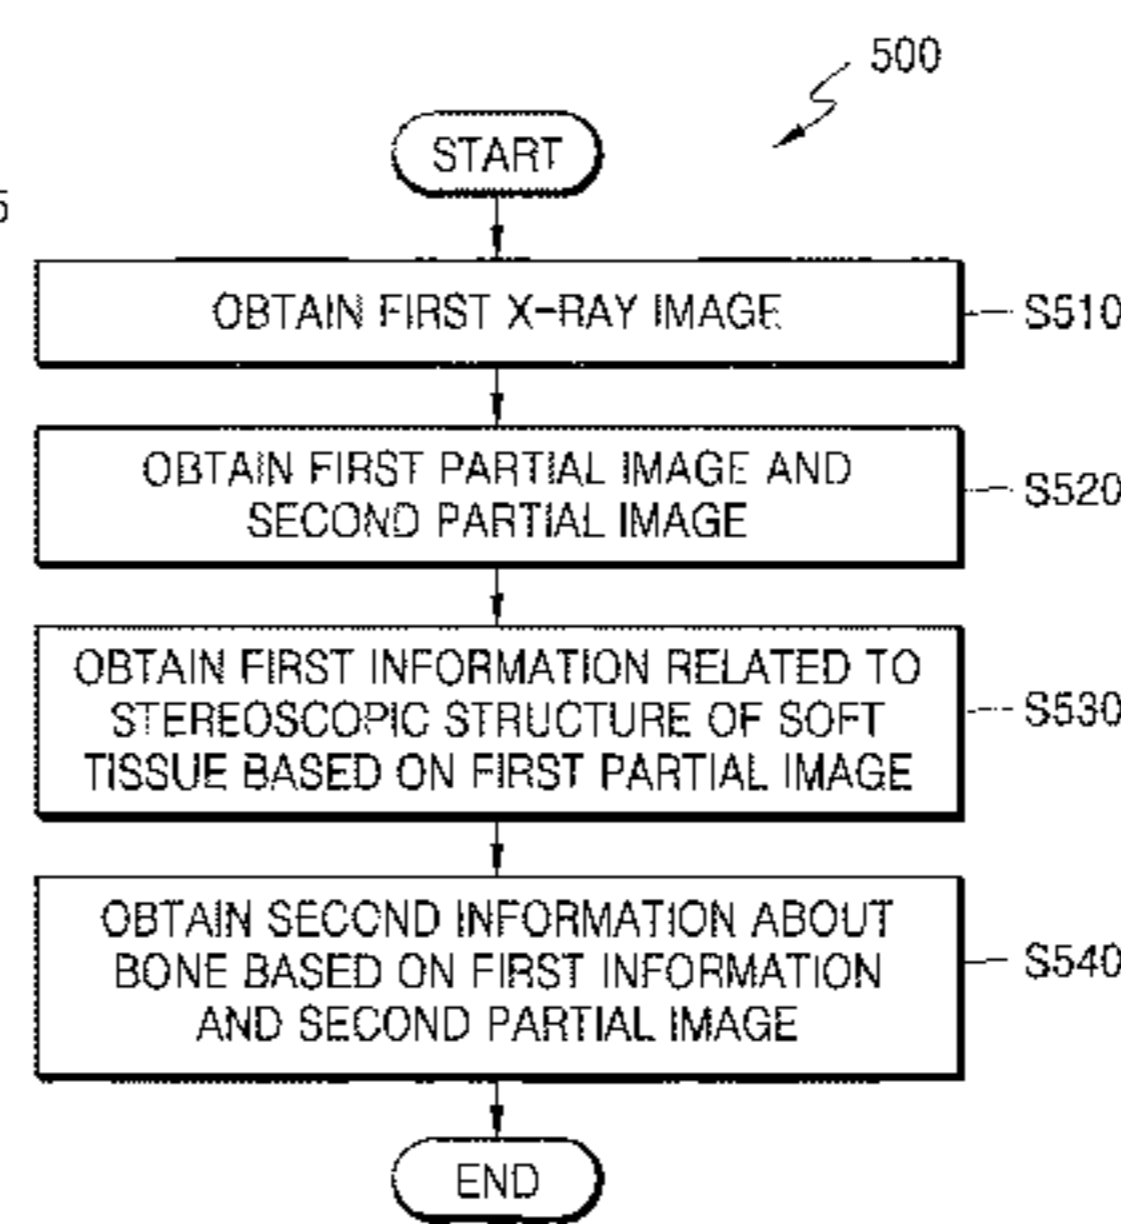 500
START
5
OBTAIN FIRST X-RAY IMAGE
S510
OBTAIN FIRST PARTIAL IMAGE AND
SECOND PARTIAL IMAGE
S520
OBTAIN FIRST INFORMATION RELATED TO
STEREOSCOPIC STRUCTURE OF SOFT
TISSUE BASED ON FIRST PARTIAL IMAGE
S530
OBTAIN SECOND INFORMATION ABOUT
BONE BASED ON FIRST INFORMATION
AND SECOND PARTIAL IMAGE
S540
END